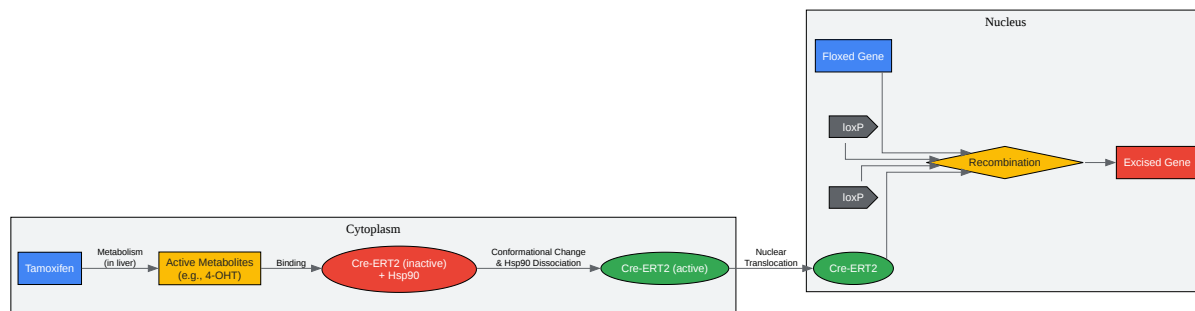 Nucleus
Floxed Gene
loxP
Recombination
Excised Gene
loxP
Cytoplasm
Tamoxifen
Metabolism
(in liver)
Active Metabolites
(e.g., 4-OHT)
Binding
Cre-ERT2 (inactive)
+ Hsp90
Conformational Change
& Hsp90 Dissociation
Cre-ERT2 (active)
Nuclear
Translocation
Cre-ERT2